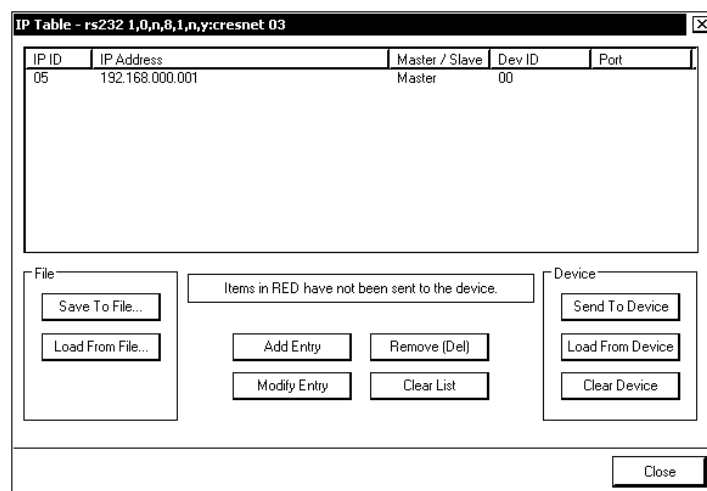 IP Table - rs232 1,0,n,8,1,n,y:cresnet 03
IP ID IP Address Master / Slave Dev ID Port
05 192.168.000.001 Master 00
File
Save To File...
Load From File...
Items in RED have not been sent to the device.
Add Entry Remove (Del)
Modify Entry Clear List
Device
Send To Device
Load From Device
Clear Device
Close